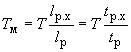 Tм = T lр.х / lр = T tр.х / tр